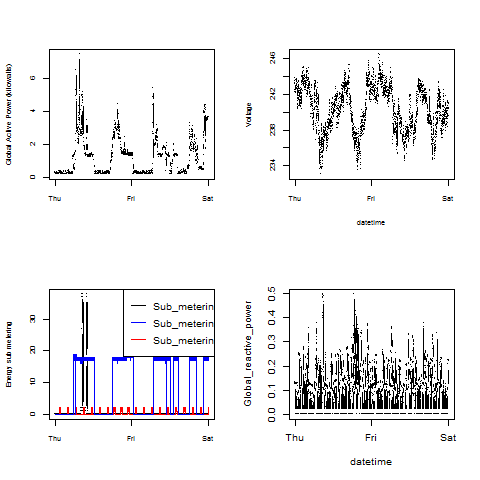 Global Active Power (kilowatts)
0 2 4 6
Thu Fri Sat
Voltage
234 238 242 246
Thu Fri Sat
datetime
Energy sub metering
0 10 20 30
Sub_meterin
Sub_meterin
Sub_meterin
Thu Fri Sat
Global_reactive_power
0.0 0.1 0.2 0.3 0.4 0.5
Thu Fri Sat
datetime